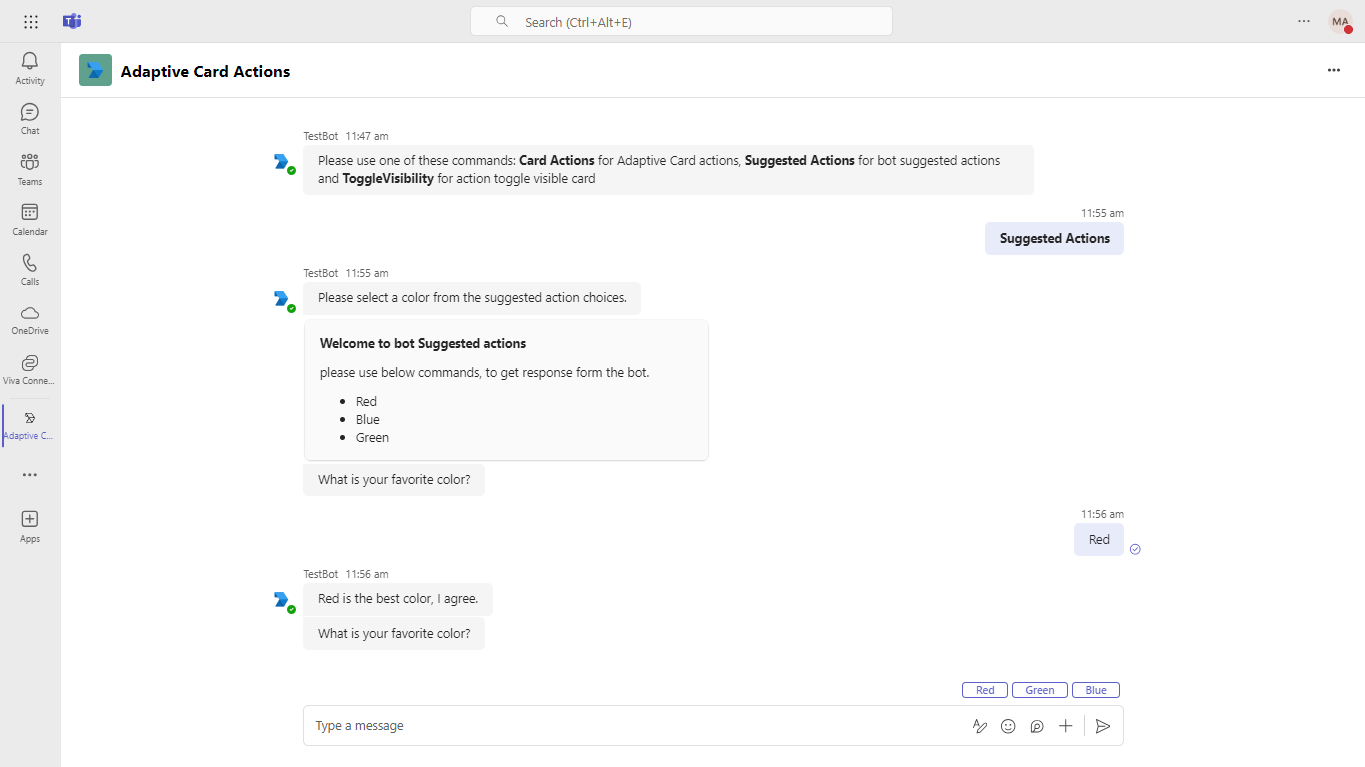 Search (Ctrl+Alt+E)
MA
Activity
Chat
Teams
Calendar
Calls
OneDrive
Viva Conne...
Adaptive C...
Apps
Adaptive Card Actions
TestBot 11:47 am
Please use one of these commands: Card Actions for Adaptive Card actions, Suggested Actions for bot suggested actions
and ToggleVisibility for action toggle visible card
11:55 am
Suggested Actions
TestBot 11:55 am
Please select a color from the suggested action choices.
Welcome to bot Suggested actions
please use below commands, to get response form the bot.
• Red
• Blue
• Green
What is your favorite color?
11:56 am
Red
TestBot 11:56 am
Red is the best color, I agree.
What is your favorite color?
Red Green Blue
Type a message